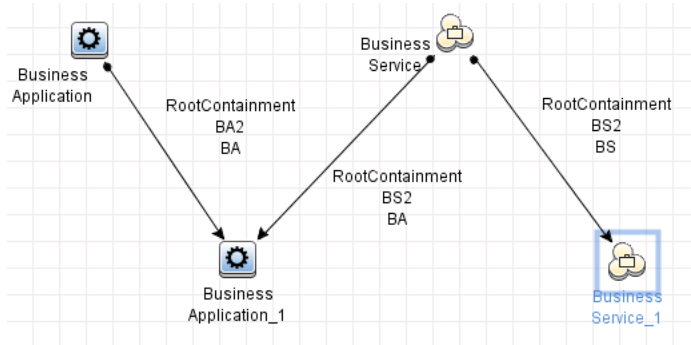 Business
Application
Business
Service
RootContainment
BA2
BA
RootContainment
BS2
BS
RootContainment
BS2
BA
Business
Application_1
Business
Service_1